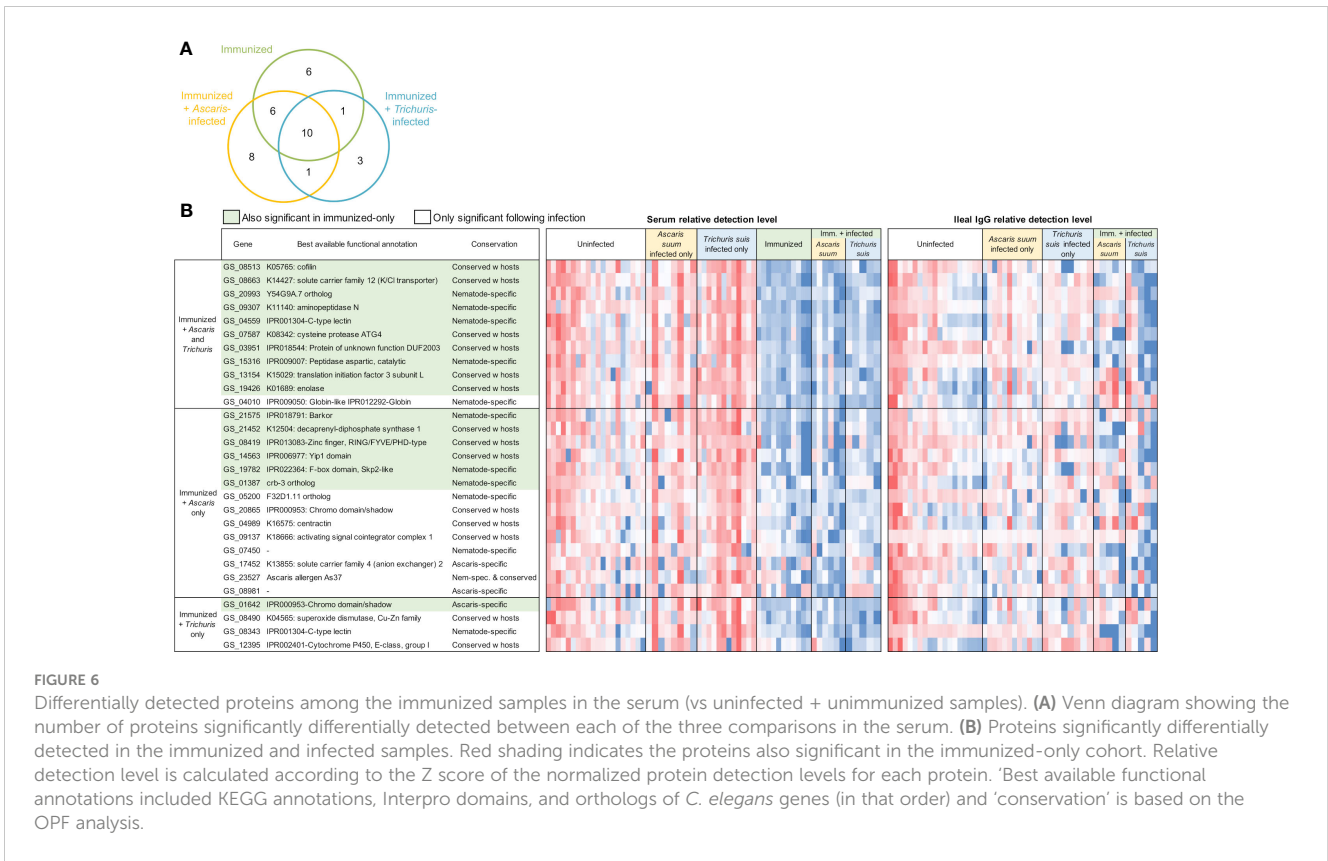 A
Immunized
6
Immunized
+ Ascaris-
infected
Immunized
+ Trichuris-
infected
6
1
10
8
3
1
B
Also significant in immunized-only
Only significant following infection
Serum relative detection level
Ileal IgG relative detection level
Gene Best available functional annotation Conservation
Uninfected
Ascaris
suum
infected only
Trichuris suis
infected only
Immunized
Imm. + infected
Ascaris
suum
Trichuris
suis
Uninfected
Ascaris suum
infected only
Trichuris
suis infected
only
Imm. + infected
Ascaris
suum
Trichuris
suis
Immunized
+ Ascaris
and
Trichuris
GS_08513 K05765: cofilin Conserved w hosts
GS_08663 K14427: solute carrier family 12 (K/Cl transporter) Conserved w hosts
GS_20993 Y54G9A.7 ortholog Nematode-specific
GS_09307 K11140: aminopeptidase N Nematode-specific
GS_04559 IPR001304-C-type lectin Nematode-specific
GS_07587 K08342: cysteine protease ATG4 Conserved w hosts
GS_03951 IPR018544: Protein of unknown function DUF2003 Conserved w hosts
GS_15316 IPR009007: Peptidase aspartic, catalytic Nematode-specific
GS_13154 K15029: translation initiation factor 3 subunit L Conserved w hosts
GS_19426 K01689: enolase Conserved w hosts
GS_04010 IPR009050: Globin-like IPR012292-Globin Nematode-specific
Immunized
+ Ascaris
only
GS_21575 IPR018791: Barkor Nematode-specific
GS_21452 K12504: decaprenyl-diphosphate synthase 1 Conserved w hosts
GS_08419 IPR013083-Zinc finger, RING/FYVE/PHD-type Conserved w hosts
GS_14563 IPR006977: Yip1 domain Conserved w hosts
GS_19782 IPR022364: F-box domain, Skp2-like Nematode-specific
GS_01387 crb-3 ortholog Nematode-specific
GS_05200 F32D1.11 ortholog Nematode-specific
GS_20865 IPR000953: Chromo domain/shadow Nematode-specific
GS_04989 K16575: centractin Conserved w hosts
GS_09137 K18666: activating signal cointegrator complex 1 Conserved w hosts
GS_07450 - Nematode-specific
GS_17452 K13855: solute carrier family 4 (anion exchanger) 2 Ascaris-specific
GS_23527 Ascaris allergen As37 Nem-spec. & conserved
GS_08981 - Ascaris-specific
Immunized
+ Trichuris
only
GS_01642 IPR000953-Chromo domain/shadow Ascaris-specific
GS_08490 K04565: superoxide dismutase, Cu-Zn family Conserved w hosts
GS_08343 IPR001304-C-type lectin Nematode-specific
GS_12395 IPR002401-Cytochrome P450, E-class, group I Conserved w hosts
FIGURE 6
Differentially detected proteins among the immunized samples in the serum (vs uninfected + unimmunized samples). (A) Venn diagram showing the
number of proteins significantly differentially detected between each of the three comparisons in the serum. (B) Proteins significantly differentially
detected in the immunized and infected samples. Red shading indicates the proteins also significant in the immunized-only cohort. Relative
detection level is calculated according to the Z score of the normalized protein detection levels for each protein. 'Best available functional
annotations included KEGG annotations, Interpro domains, and orthologs of C. elegans genes (in that order) and 'conservation' is based on the
OPF analysis.